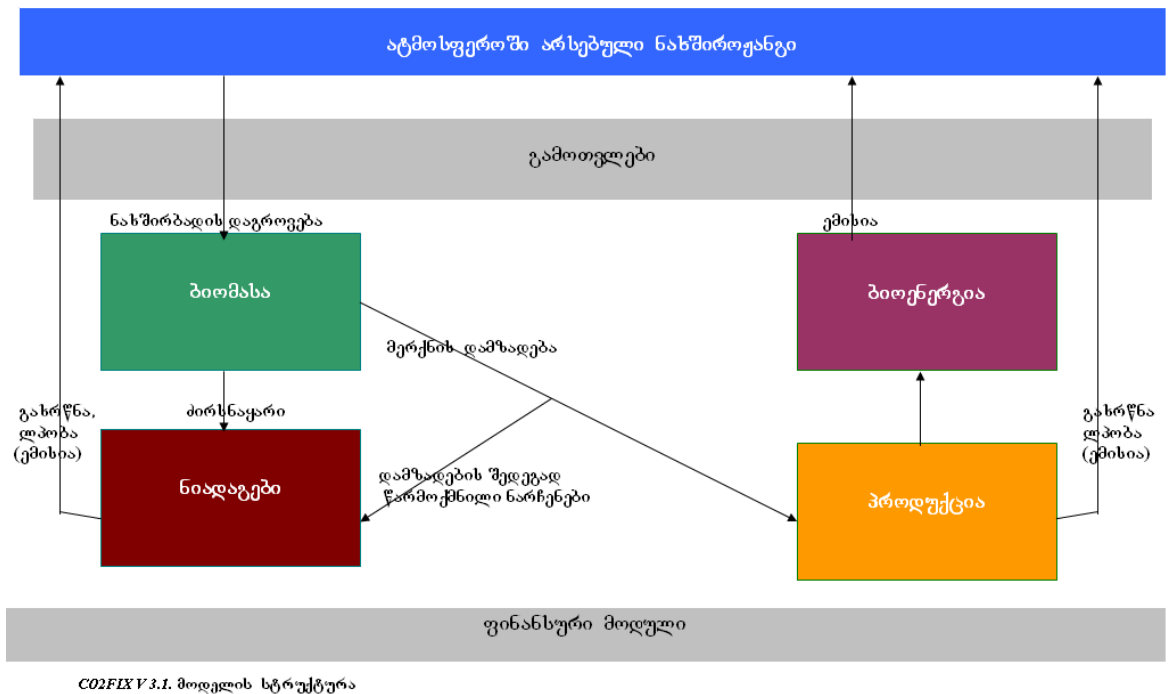 ატმოსფეროში არსებული ნახშიროჟანგი
გამოთვლები
ნახშირბადის დაგროვება
ემისია
ბიომასა
ბიოენერგია
მერქნის დამზადება
გახრწნა,
ლპობა
(ემისია)
ძირსნაყარი
გახრწნა
ლპობა
(ემისია)
ნიადაგები
დამზადების შედეგად
წარმოქმნილი ნარჩენები
პროდუქცია
ფინანსური მოდული
CO2FIX V 3.1. მოდელის სტრუქტურა